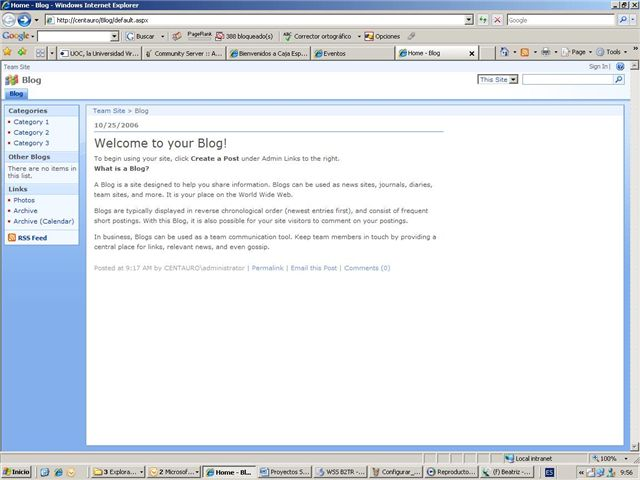 Home - Blog - Windows Internet Explorer
http://centauro/Blog/default.aspx
Google
Google
Buscar
PageRank
388 bloqueado(s)
ABC
Corrector ortográfico
Opciones
UOC, la Universidad Vir...
Community Server :: A...
Bienvenidos a Caja Esp...
Eventos
Home - Blog
Page
Tools
Team Site
Sign In
Blog
This Site
Blog
Categories
Category 1
Category 2
Category 3
Other Blogs
There are no items in
this list.
Links
Photos
Archive
Archive (Calendar)
RSS Feed
Team Site > Blog
10/25/2006
Welcome to your Blog!
To begin using your site, click Create a Post under Admin Links to the right.
What is a Blog?
A Blog is a site designed to help you share information. Blogs can be used as news sites, journals, diaries,
team sites, and more. It is your place on the World Wide Web.
Blogs are typically displayed in reverse chronological order (newest entries first), and consist of frequent
short postings. With this Blog, it is also possible for your site visitors to comment on your postings.
In business, Blogs can be used as a team communication tool. Keep team members in touch by providing a
central place for links, relevant news, and even gossip.
Posted at 9:17 AM by CENTAURO\administrator | Permalink | Email this Post | Comments (0)
Local intranet
100%
Inicio
3 Explora...
2 Microsof...
Home - Bl...
Proyectos S...
WSS B2TR - ...
Configurar_...
Reproducto...
(f) Beatriz - ...
ES
9:56